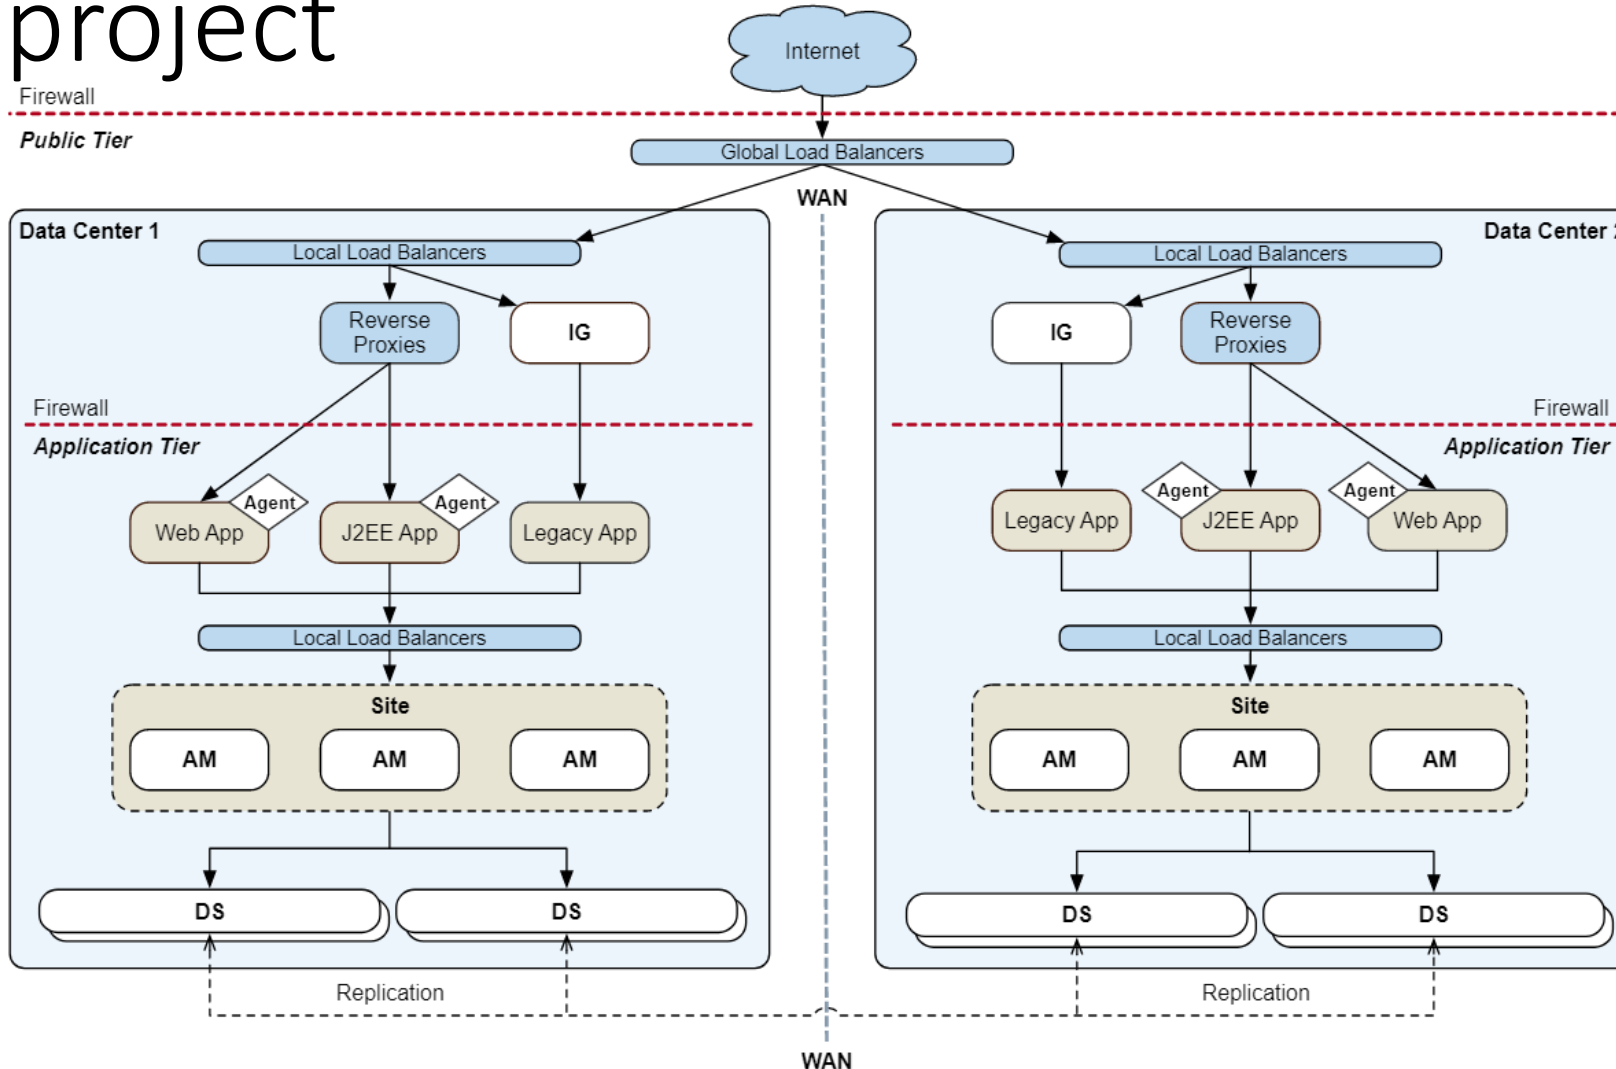 project
Internet
Firewall
Public Tier
Global Load Balancers
WAN
Data Center 1
Local Load Balancers
Reverse
Proxies
IG
Firewall
Application Tier
Agent
Agent
Web App
J2EE App
Legacy App
Local Load Balancers
Site
AM
AM
AM
DS
DS
Replication
Data Center 2
Local Load Balancers
IG
Reverse
Proxies
Firewall
Application Tier
Agent
Agent
Legacy App
J2EE App
Web App
Local Load Balancers
Site
AM
AM
AM
DS
DS
Replication
WAN